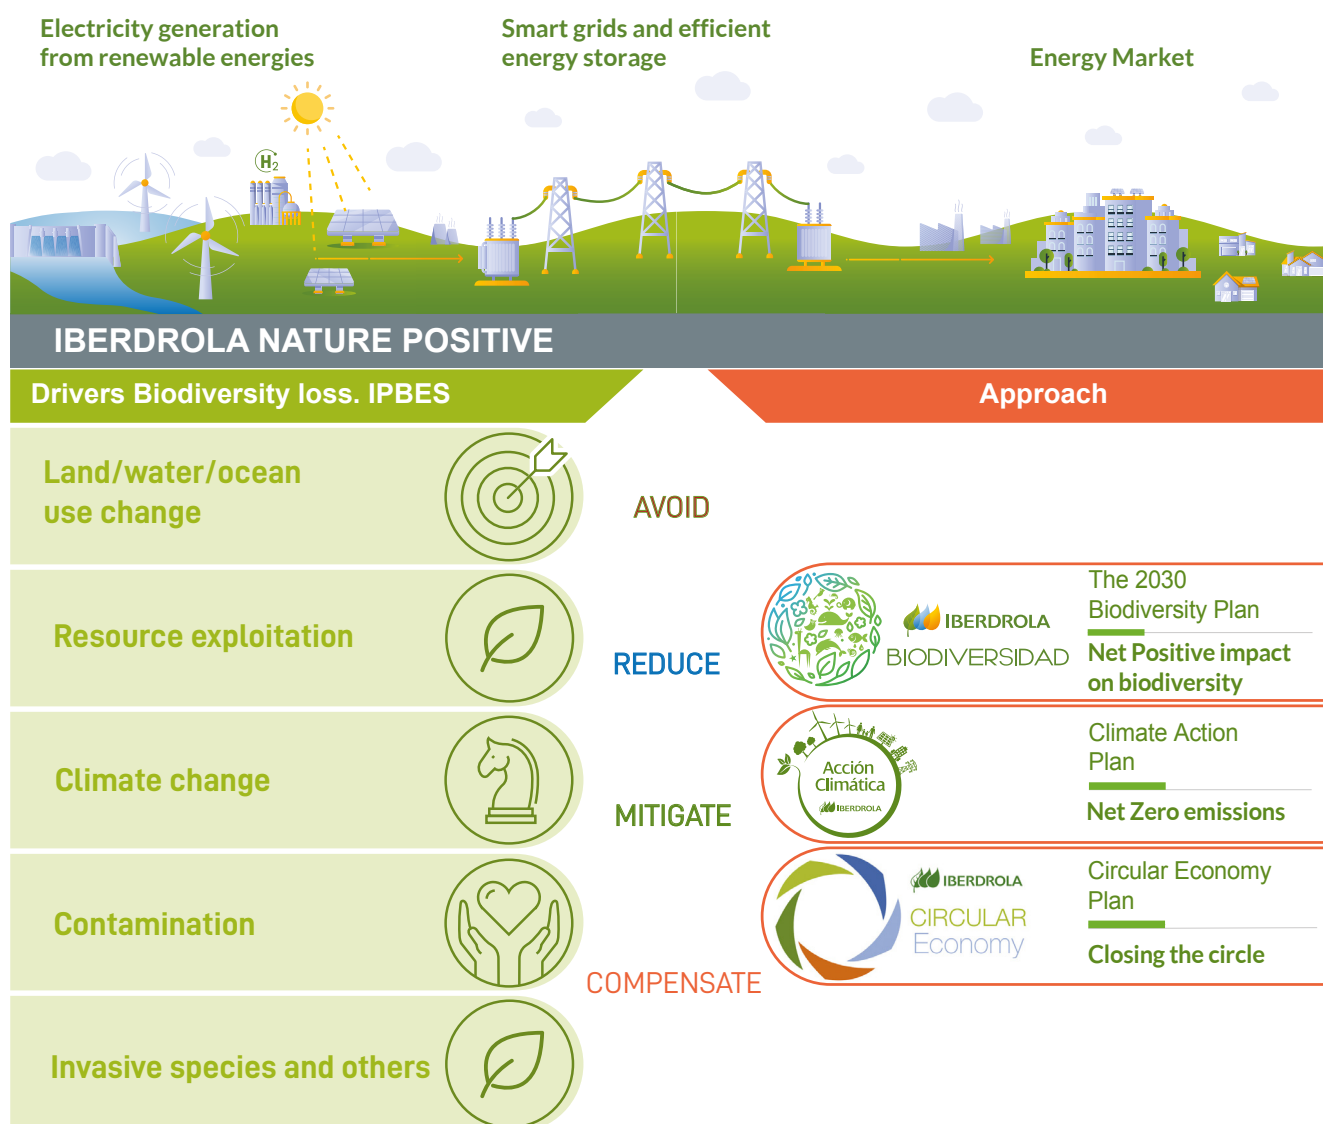 Electricity generation
from renewable energies
Smart grids and efficient
energy storage
Energy Market
H2
IBERDROLA NATURE POSITIVE
Drivers Biodiversity loss. IPBES
Approach
Land/water/ocean
use change
Resource exploitation
Climate change
Contamination
Invasive species and others
AVOID
REDUCE
MITIGATE
COMPENSATE
IBERDROLA
BIODIVERSIDAD
The 2030
Biodiversity Plan
Net Positive impact
on biodiversity
Acción
Climática
IBERDROLA
Climate Action
Plan
Net Zero emissions
IBERDROLA
CIRCULAR
Economy
Circular Economy
Plan
Closing the circle